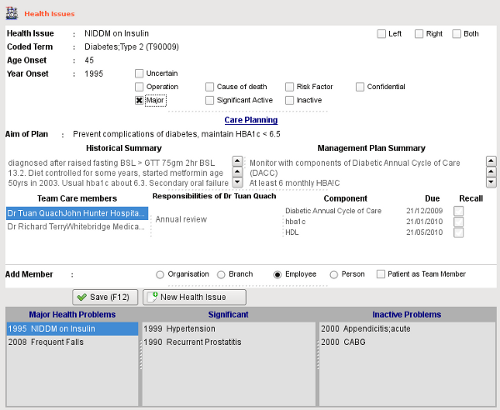 Health Issues
Health Issue : NIDDM on Insulin Left Right Both
Coded Term : Diabetes;Type 2 (T90009)
Age Onset : 45
Year Onset : 1995 Uncertain
Operation Cause of death Risk Factor Confidential
Major Significant Active Inactive
Care Planning
Aim of Plan : Prevent complications of diabetes, maintain HBA1c < 6.5
Historical Summary Management Plan Summary
diagnosed after raised fasting BSL > GTT 75gm 2hr BSL
13.2. Diet controlled for some years, started metformin age
50yrs in 2003. Usual hba1c about 6.3. Secondary oral failure
Monitor with components of Diabetic Annual Cycle of Care
(DACC)
At least 6 monthly HBA!C
Team Care members Responsibilities of Dr Tuan Quach Component Due Recall
Dr Tuan QuachJohn Hunter Hospita...
Dr Richard TerryWhitebridge Medica...
Annual review
Diabetic Annual Cycle of Care 21/12/2009
hba1c 21/01/2010
HDL 21/05/2010
Add Member : Organisation Branch Employee Person Patient as Team Member
Save (F12) New Health Issue
Major Health Problems Significant Inactive Problems
1995 NIDDM on Insulin 1999 Hypertension 2000 Appendicitis;acute
2008 Frequent Falls 1990 Recurrent Prostatitis 2000 CABG